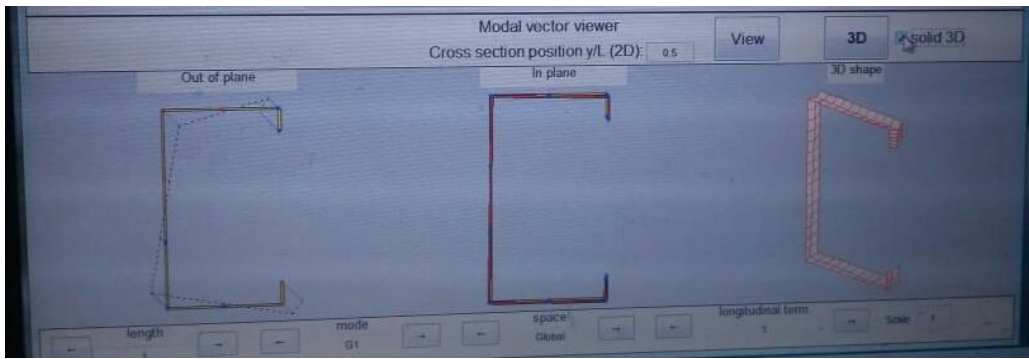 Modal vector viewer
Cross section position y/L (2D): 0.5 View 3D solid 3D
Out of plane In plane 3D shape
length mode space longitudinal term
1 G1 Global 1 Scale 1